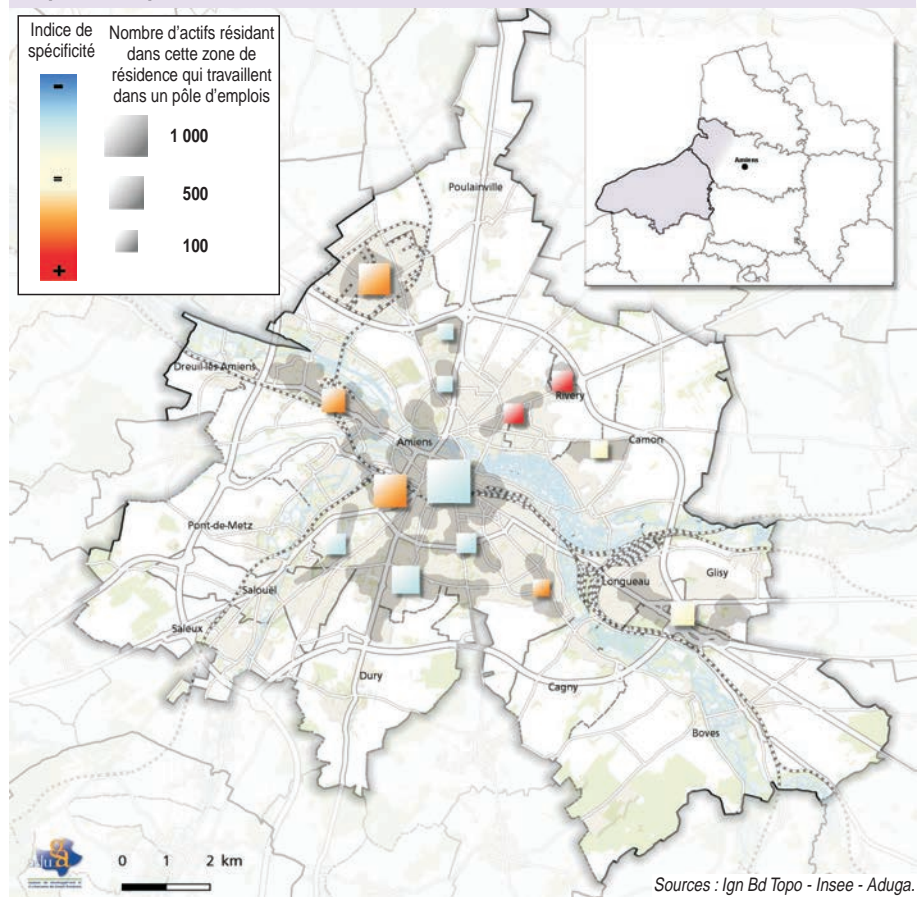 Indice de
spécificité
Nombre d'actifs résidant
dans cette zone de
résidence qui travaillent
dans un pôle d'emplois
-
=
+
1 000
500
100
Amiens
Poulainville
Dreuil-lès Amiens
Rivery
Amiens
Camon
Pont-de-Metz
Longueau
Glisy
Salouël
Saleux
Dury
Cagny
Boves
0 1 2 km
Sources : Ign Bd Topo - Insee - Aduga.